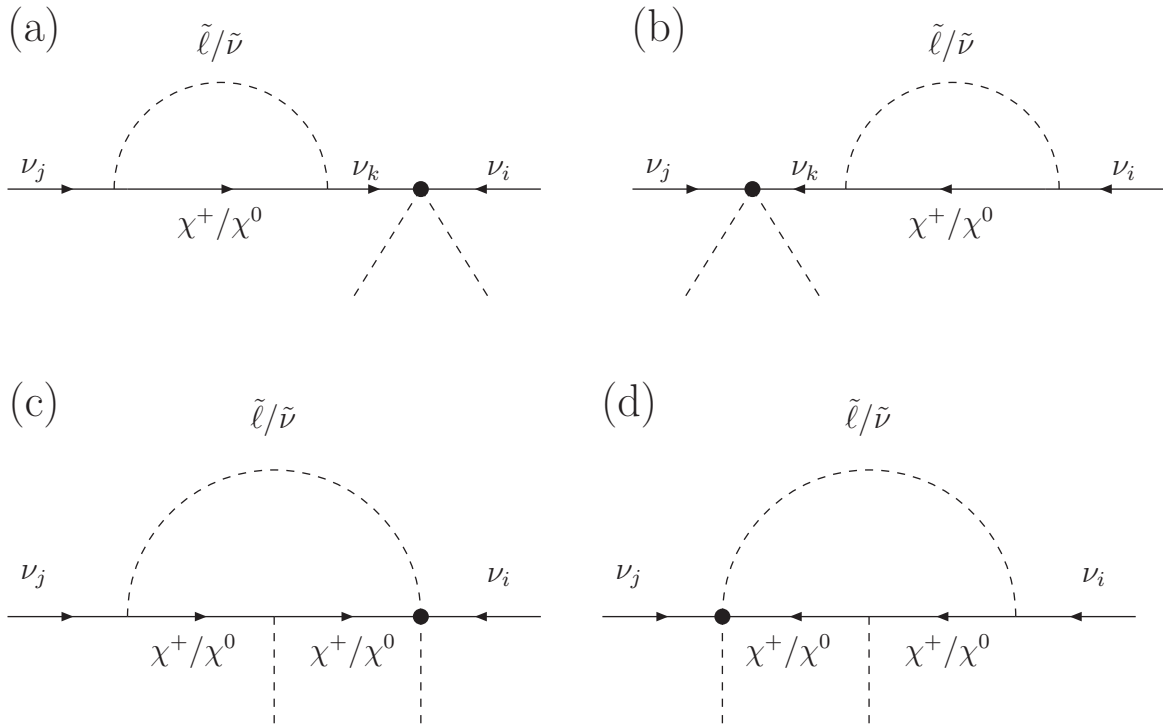 (a)
(b)
ℓ̃/ν̃
ℓ̃/ν̃
ν_j
ν_k
ν_i
ν_j
ν_k
ν_i
χ⁺/χ⁰
χ⁺/χ⁰
(c)
(d)
ℓ̃/ν̃
ℓ̃/ν̃
ν_j
ν_i
ν_j
ν_i
χ⁺/χ⁰
χ⁺/χ⁰
χ⁺/χ⁰
χ⁺/χ⁰